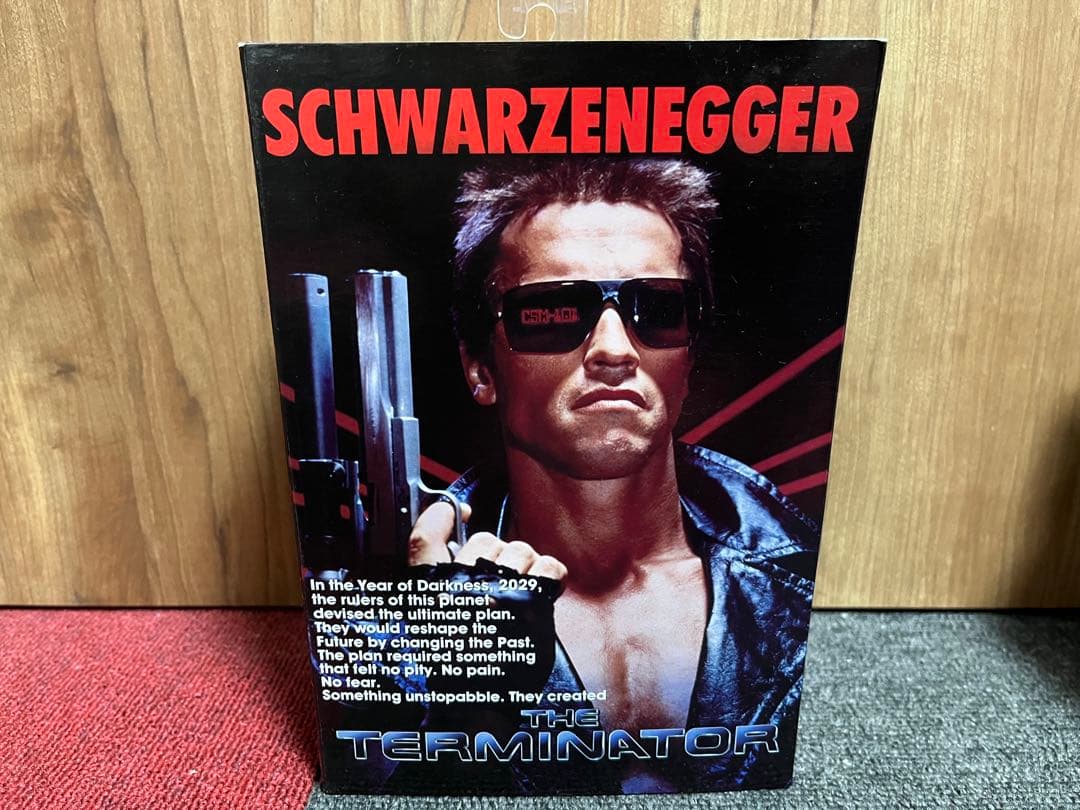 SCHWARZENEGGER
CSM-101
In the Year of Darkness, 2029,
the rulers of this planet
devised the ultimate plan.
They would reshape the
Future by changing the Past.
The plan required something
that felt no pity. No pain.
No fear.
Something unstopabble. They created
THE
TERMINATOR